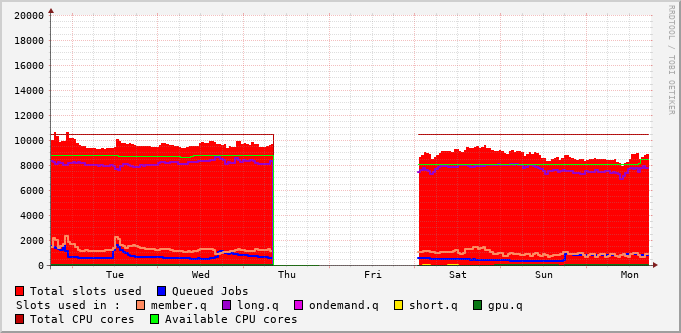 20000
18000
16000
14000
12000
10000
8000
6000
4000
2000
0
Tue Wed Thu Fri Sat Sun Mon
Total slots used Queued Jobs
Slots used in : member.q long.q ondemand.q short.q gpu.q
Total CPU cores Available CPU cores
RRDTOOL / TOBI OETIKER